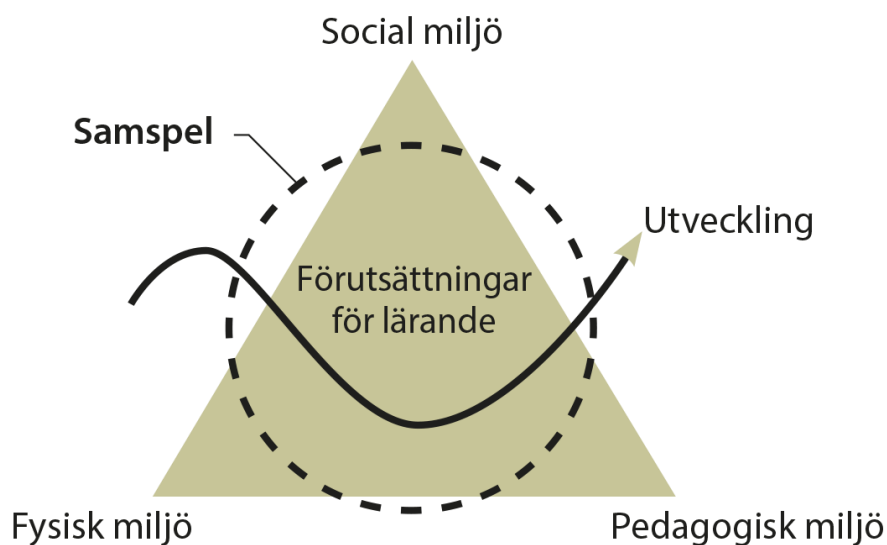 Social miljö
Samspel
Utveckling
Förutsättningar
för lärande
Fysisk miljö
Pedagogisk miljö